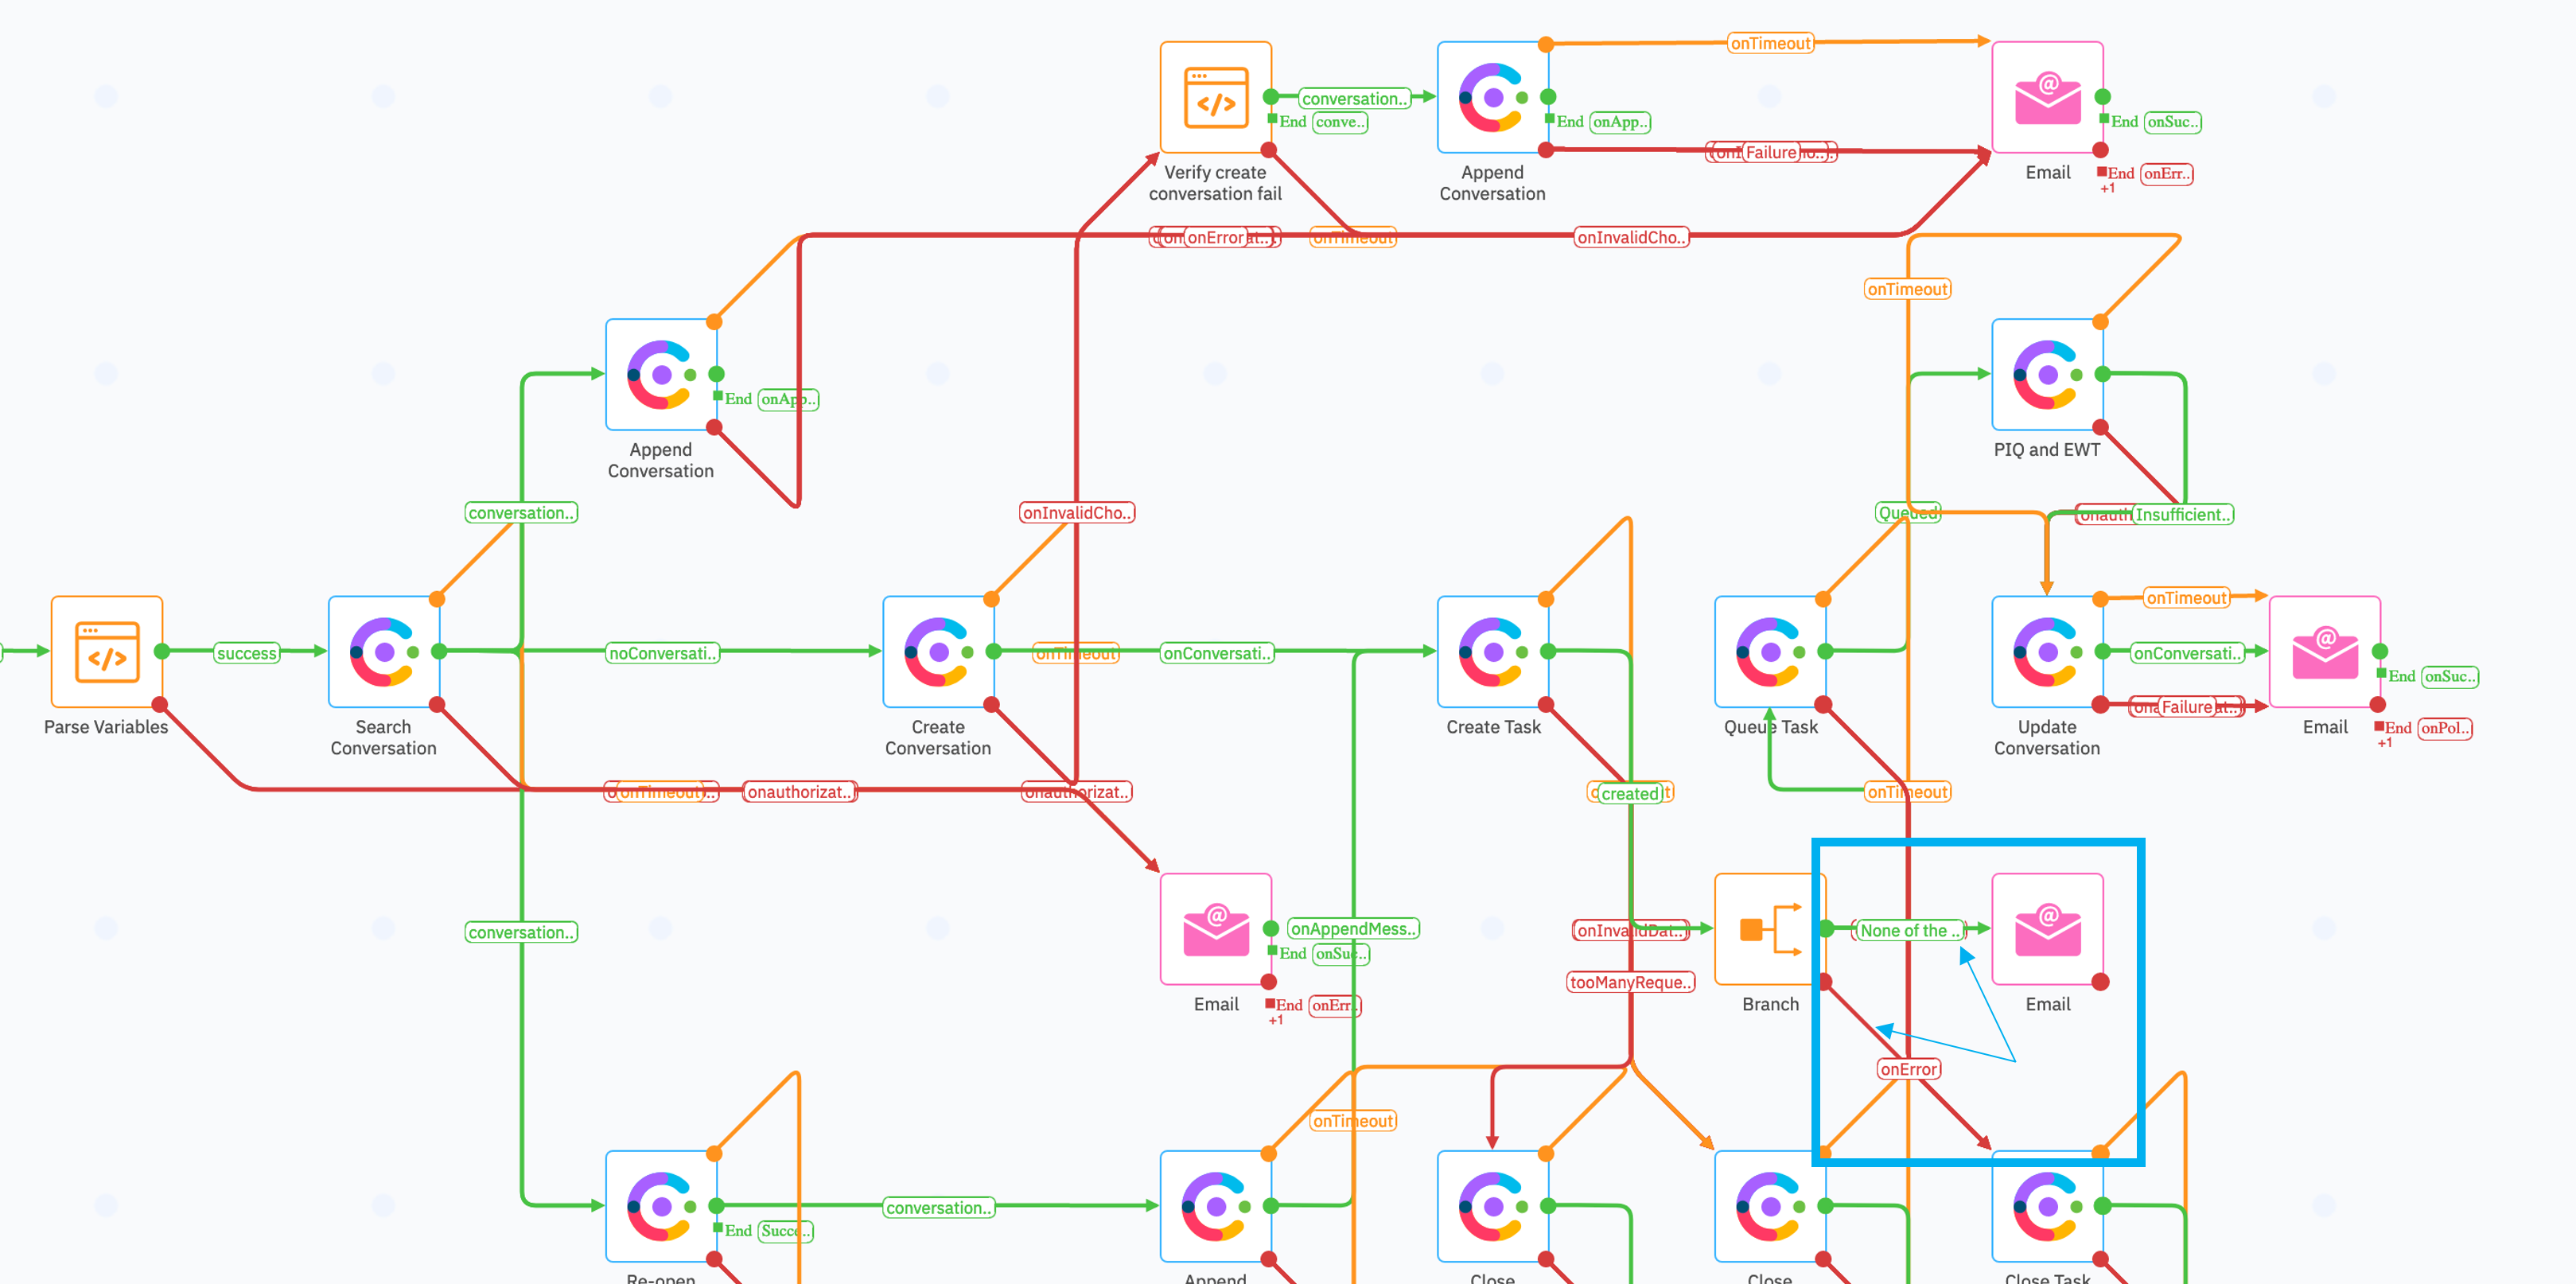 onTimeout
conversation..
End conve..
End onApp..
Failure
End onSuc..
End onErr..
+1
Verify create
conversation fail
Append
Conversation
Email
onError
onTimeout
onInvalidCho..
onTimeout
End onApp..
Append
Conversation
PIQ and EWT
conversation..
onInvalidCho..
Queued
Insufficient..
onTimeout
success
noConversati..
onTimeout
onConversati..
onConversati..
End onSuc..
Failure
End onPol..
+1
Parse Variables
Search
Conversation
Create
Conversation
Create Task
Queue Task
Update
Conversation
Email
onTimeout
onauthorizat..
onauthorizat..
created
onTimeout
conversation..
onAppendMess..
End onSuc..
onInvalidDat..
None of the ..
tooManyReque..
Email
End onErr..
+1
Branch
Email
onError
onTimeout
conversation..
End Succe..
Re-open
Append
Close
Close
Close Task